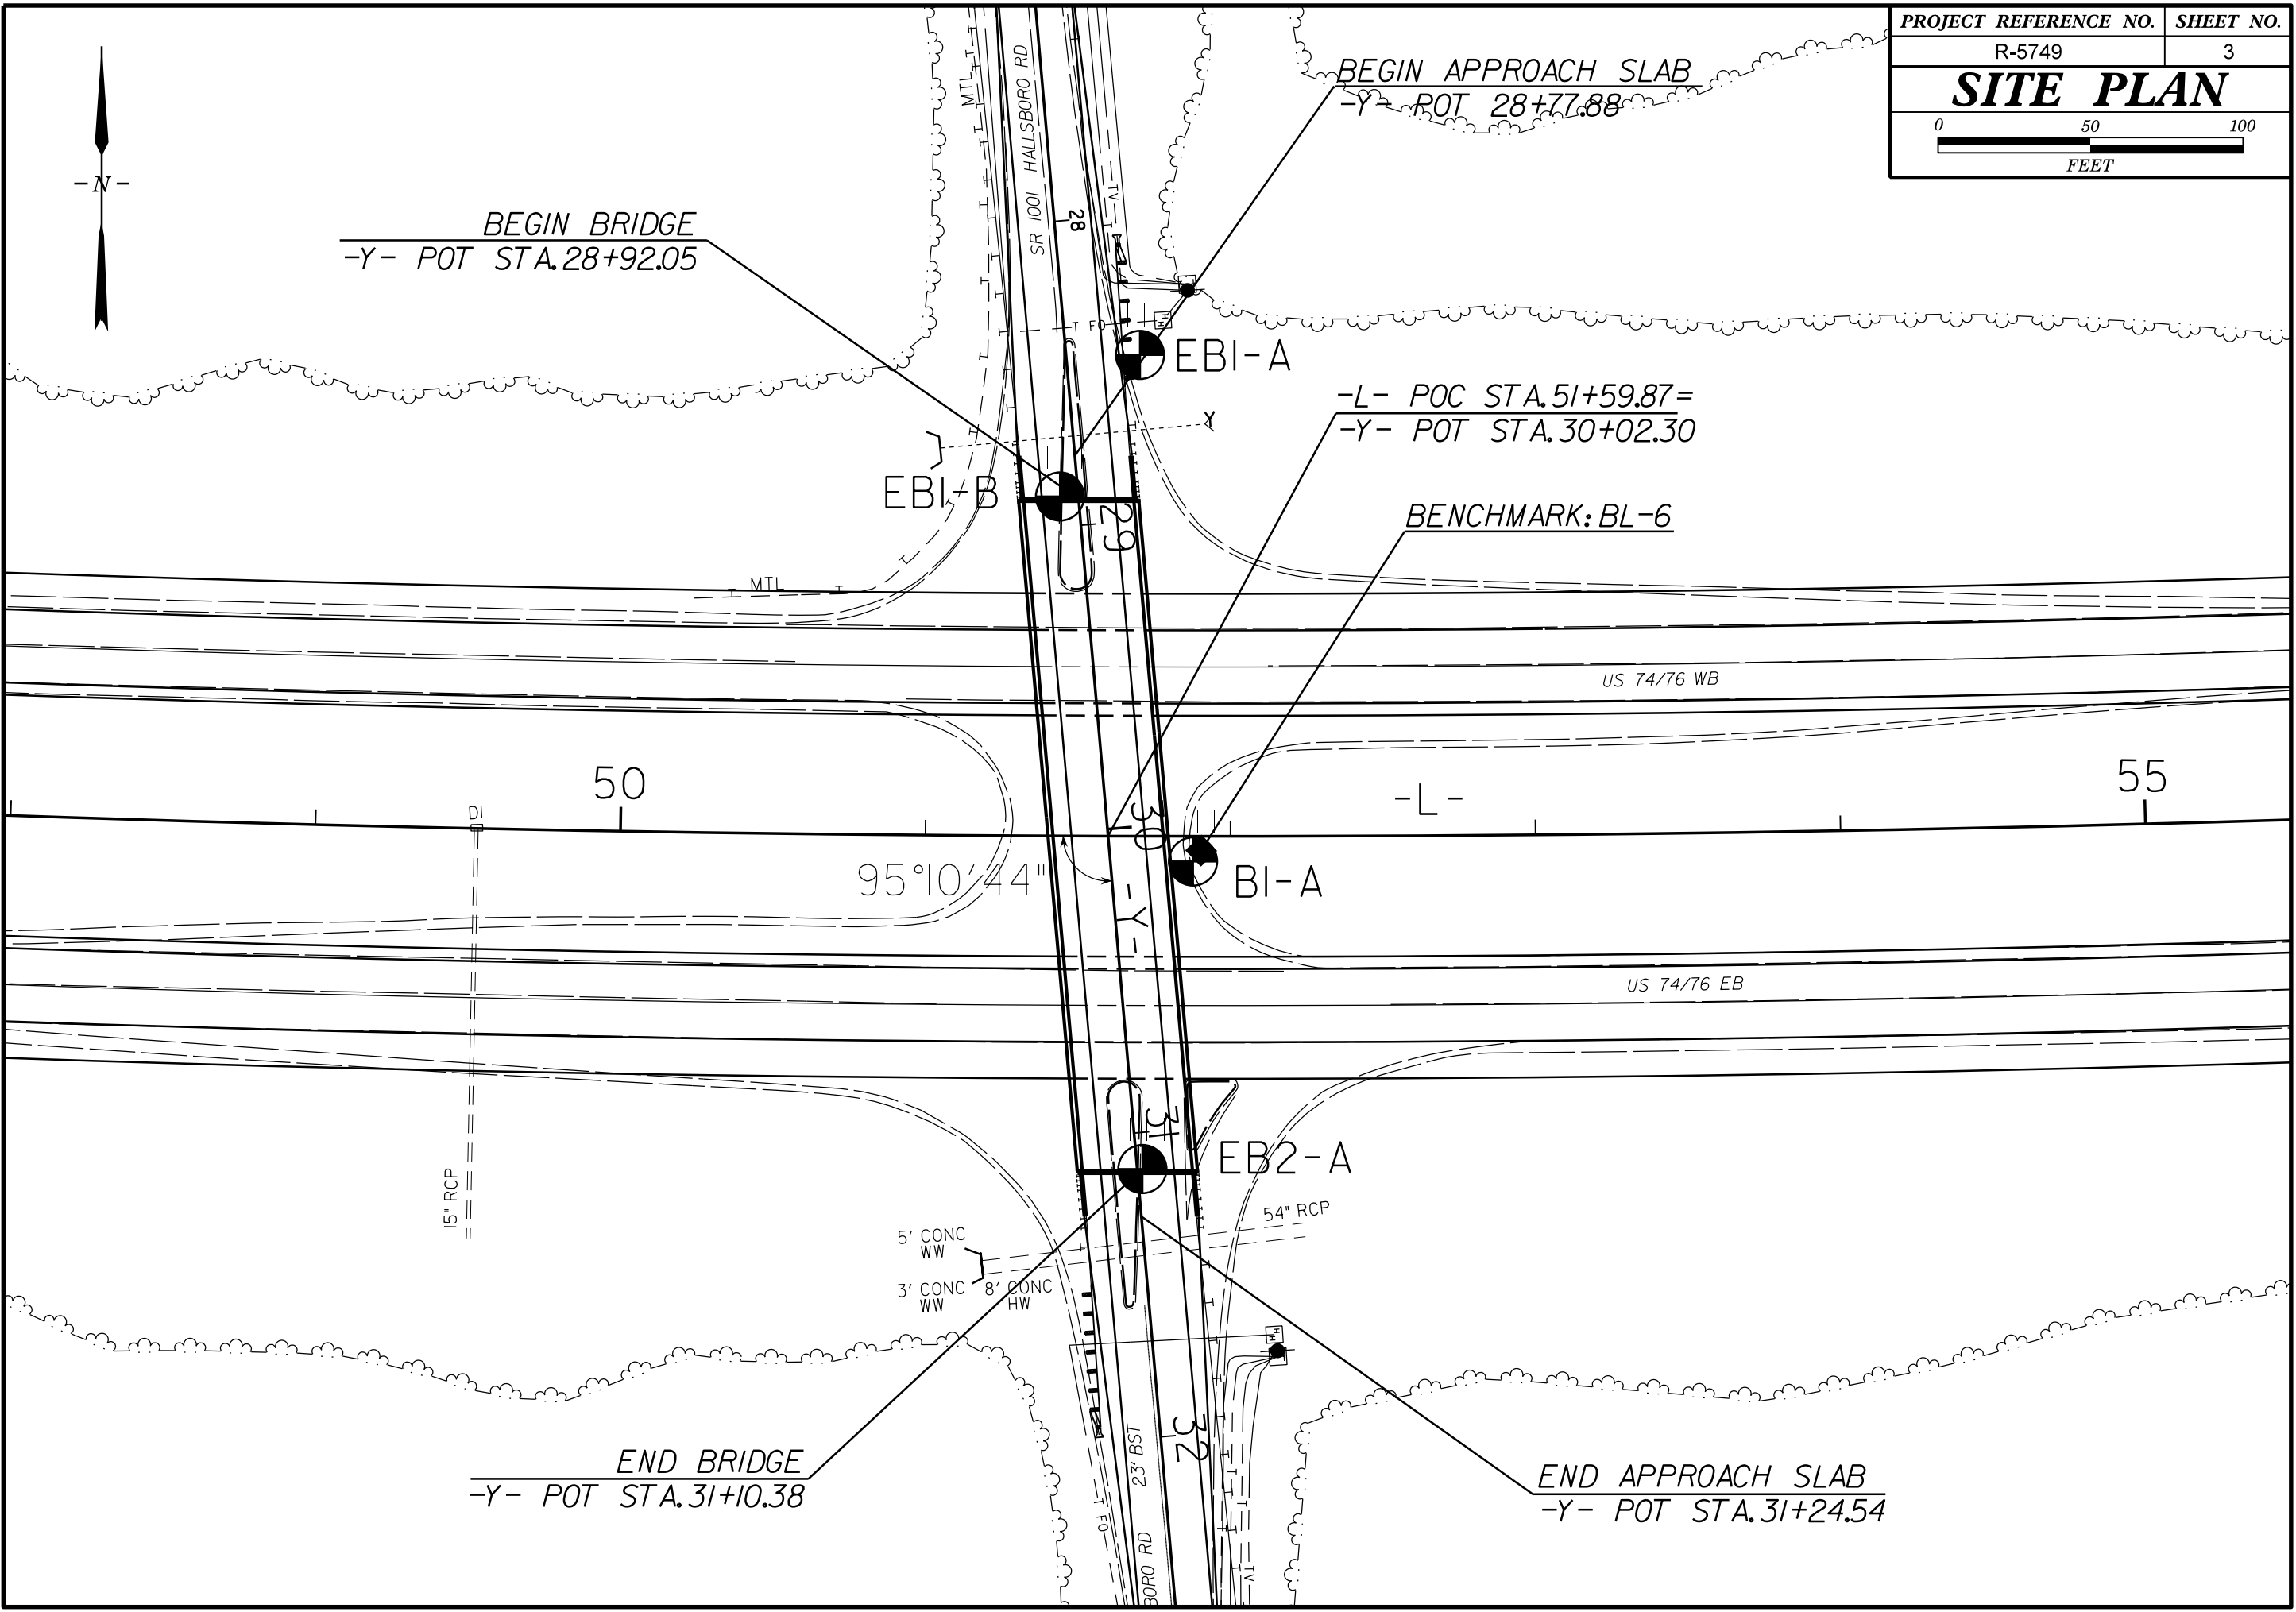 PROJECT REFERENCE NO. SHEET NO.
R-5749 3
SITE PLAN
0 50 100
FEET
-N-
MTL
SR 1001 HALLSBORO RD
28
TV
BEGIN APPROACH SLAB
-Y- POT 28+77.88
BEGIN BRIDGE
-Y- POT STA.28+92.05
T FO
H
H
EB1-A
-L- POC STA.51+59.87=
-Y- POT STA.30+02.30
Y
EB1-B
29
BENCHMARK: BL-6
MTL
US 74/76 WB
50
55
-L-
DI
30
95°10'44"
B1-A
-Y-
US 74/76 EB
31
EB2-A
15" RCP
54" RCP
5' CONC
WW
3' CONC
WW
8' CONC
HW
H
H
32
23' BST
END BRIDGE
-Y- POT STA.31+10.38
END APPROACH SLAB
-Y- POT STA.31+24.54
FO
BORO RD
TV